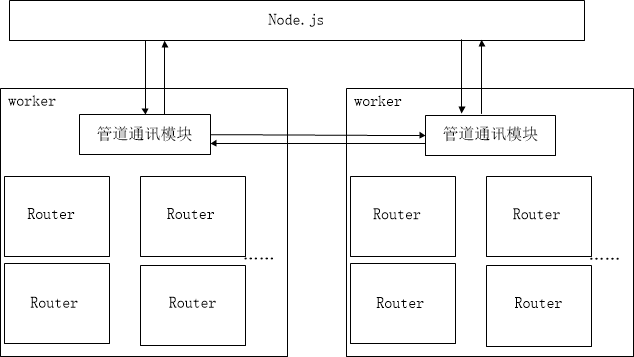 Node.js
worker
管道通讯模块
Router
Router
……
Router
Router
worker
管道通讯模块
Router
Router
……
Router
Router